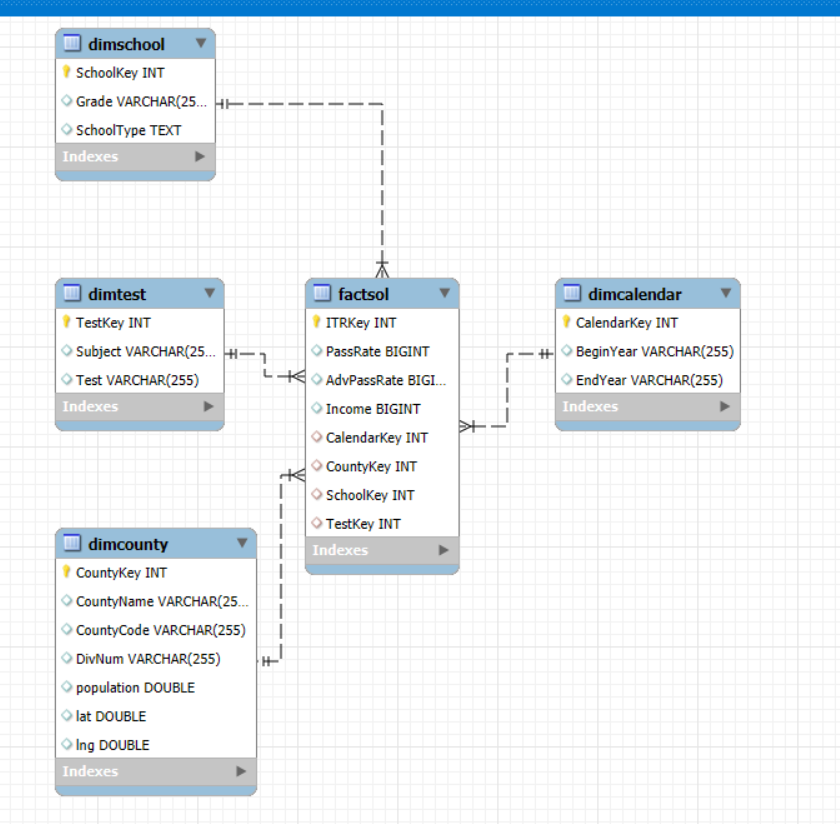 dimschool
SchoolKey INT
Grade VARCHAR(25...
SchoolType TEXT
Indexes
dimtest
TestKey INT
Subject VARCHAR(25...
Test VARCHAR(255)
Indexes
factsol
ITRKey INT
PassRate BIGINT
AdvPassRate BIGI...
Income BIGINT
CalendarKey INT
CountyKey INT
SchoolKey INT
TestKey INT
Indexes
dimcalendar
CalendarKey INT
BeginYear VARCHAR(255)
EndYear VARCHAR(255)
Indexes
dimcounty
CountyKey INT
CountyName VARCHAR(25...
CountyCode VARCHAR(255)
DivNum VARCHAR(255)
population DOUBLE
lat DOUBLE
lng DOUBLE
Indexes